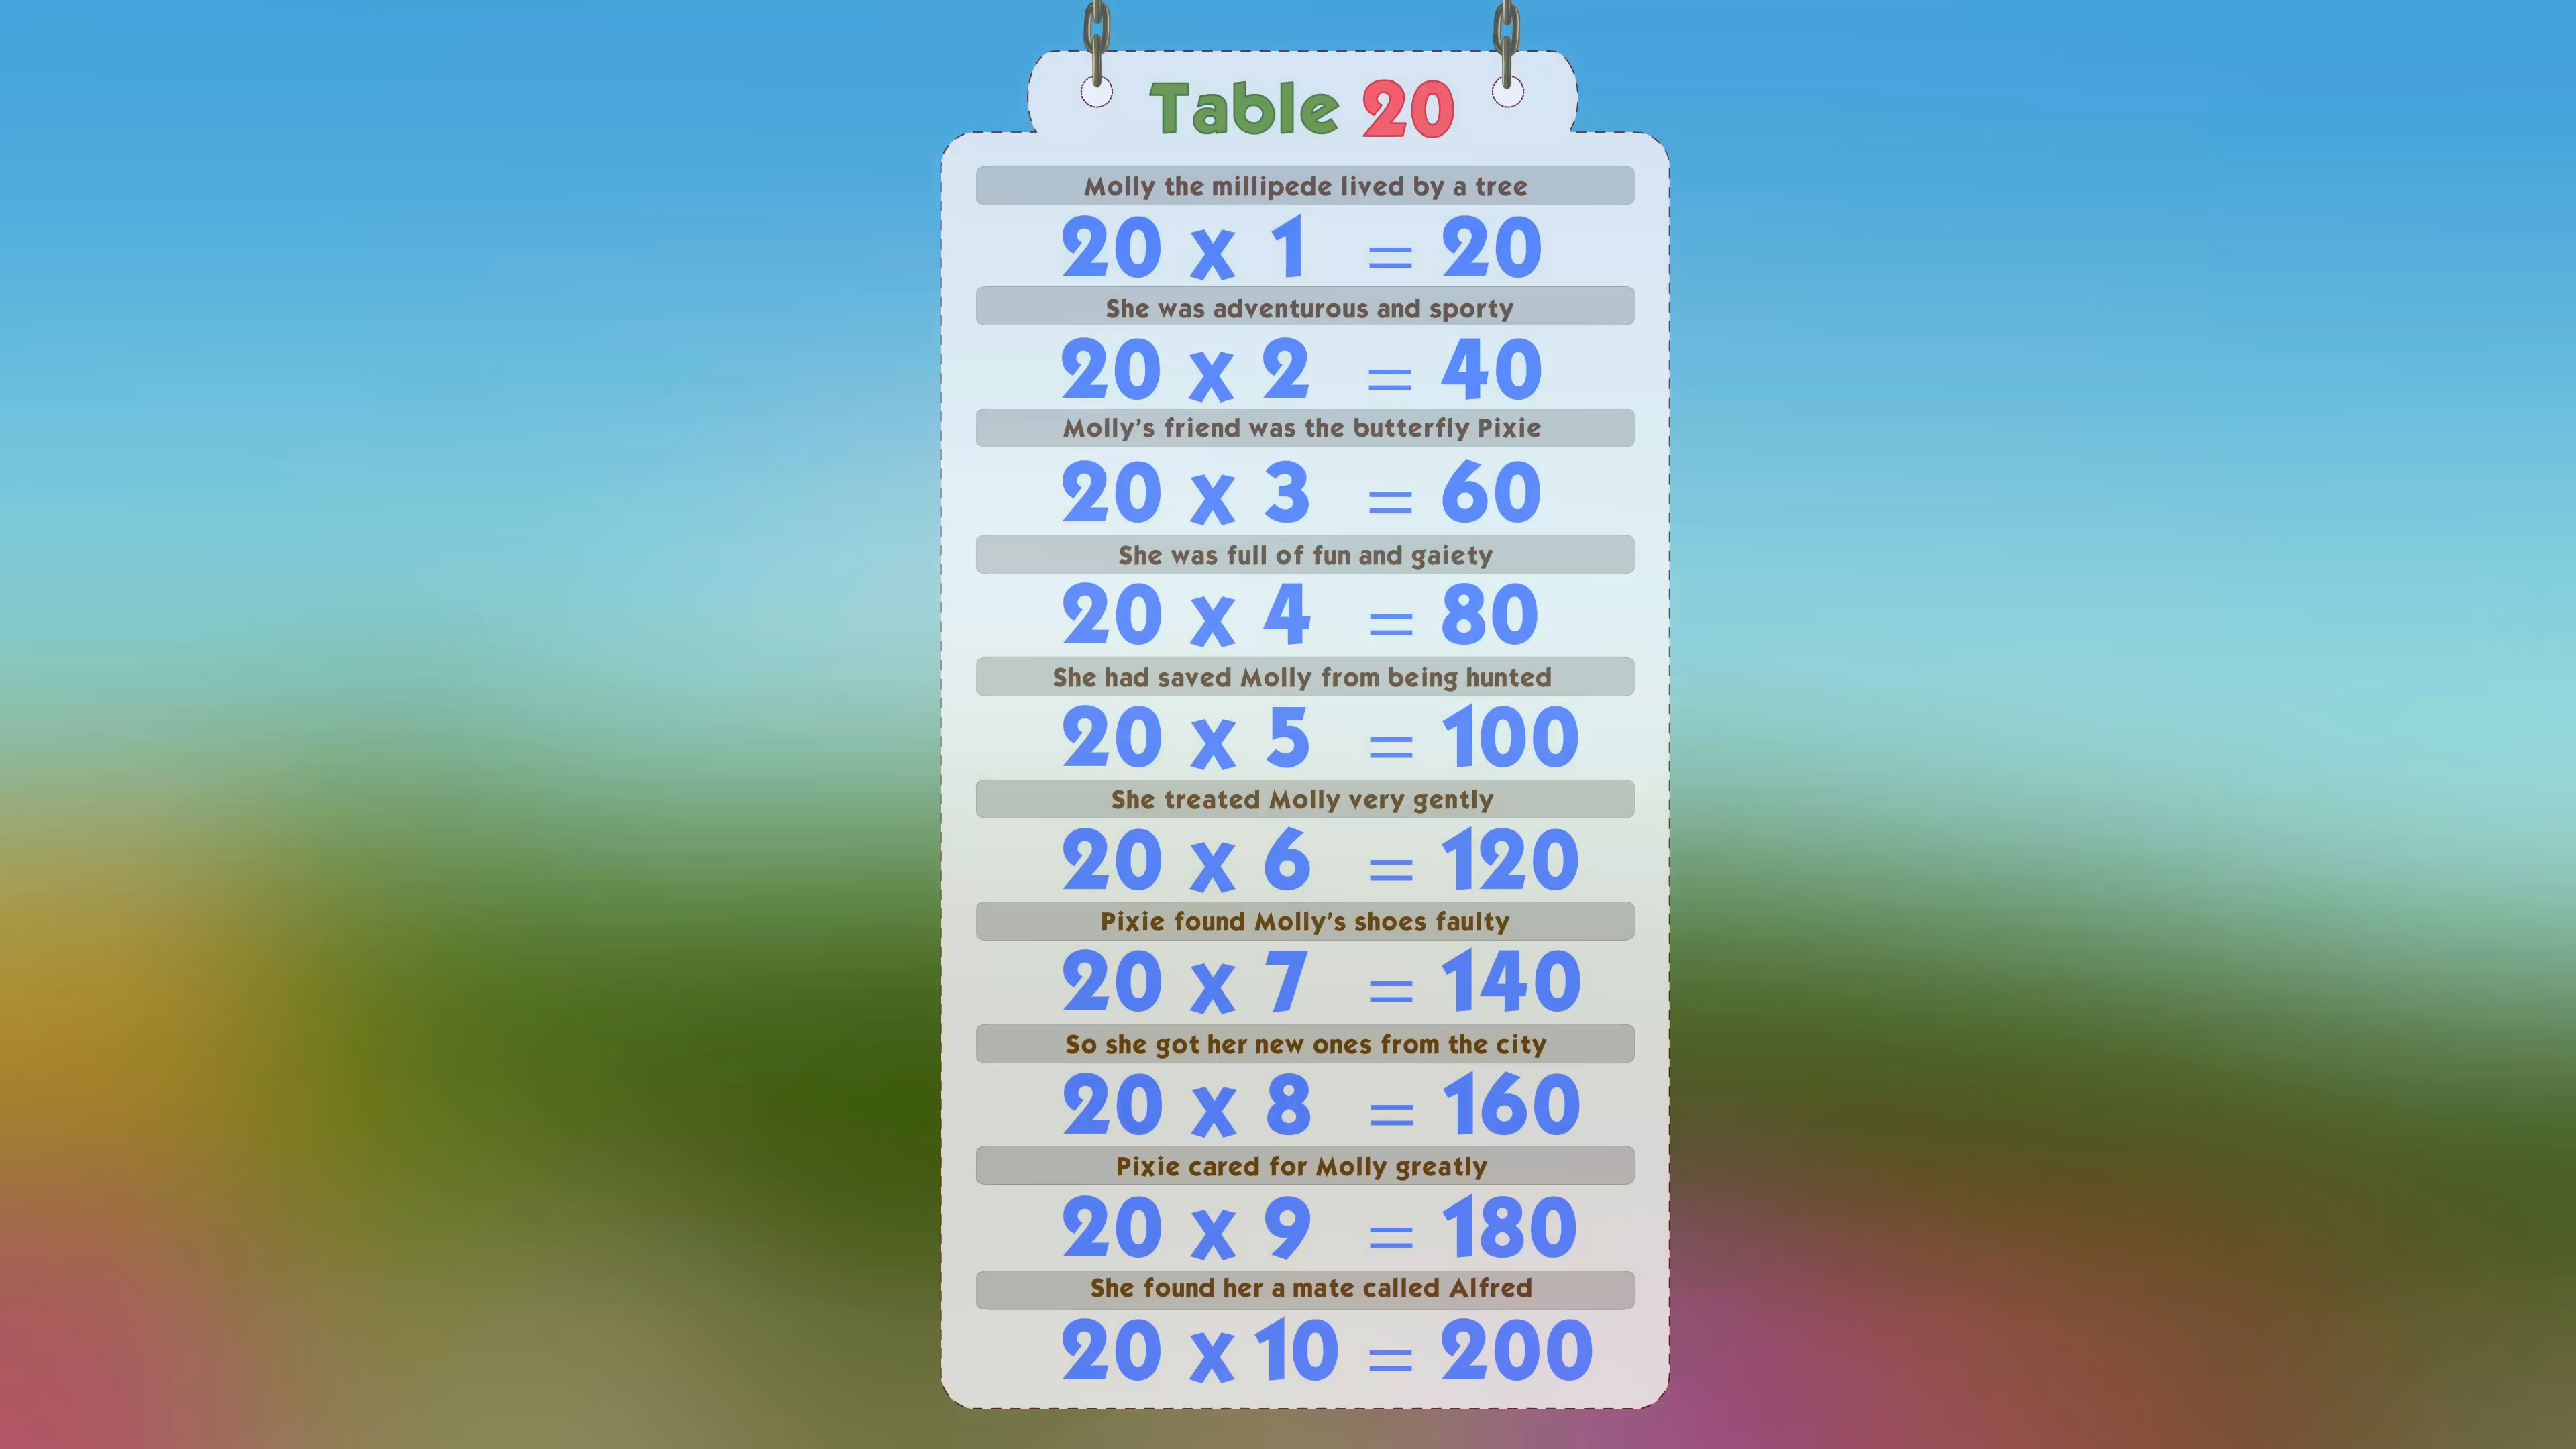 Table 20
Molly the millipede lived by a tree
20 x 1 = 20
She was adventurous and sporty
20 x 2 = 40
Molly's friend was the butterfly Pixie
20 x 3 = 60
She was full of fun and gaiety
20 x 4 = 80
She had saved Molly from being hunted
20 x 5 = 100
She treated Molly very gently
20 x 6 = 120
Pixie found Molly's shoes faulty
20 x 7 = 140
So she got her new ones from the city
20 x 8 = 160
Pixie cared for Molly greatly
20 x 9 = 180
She found her a mate called Alfred
20 x 10 = 200